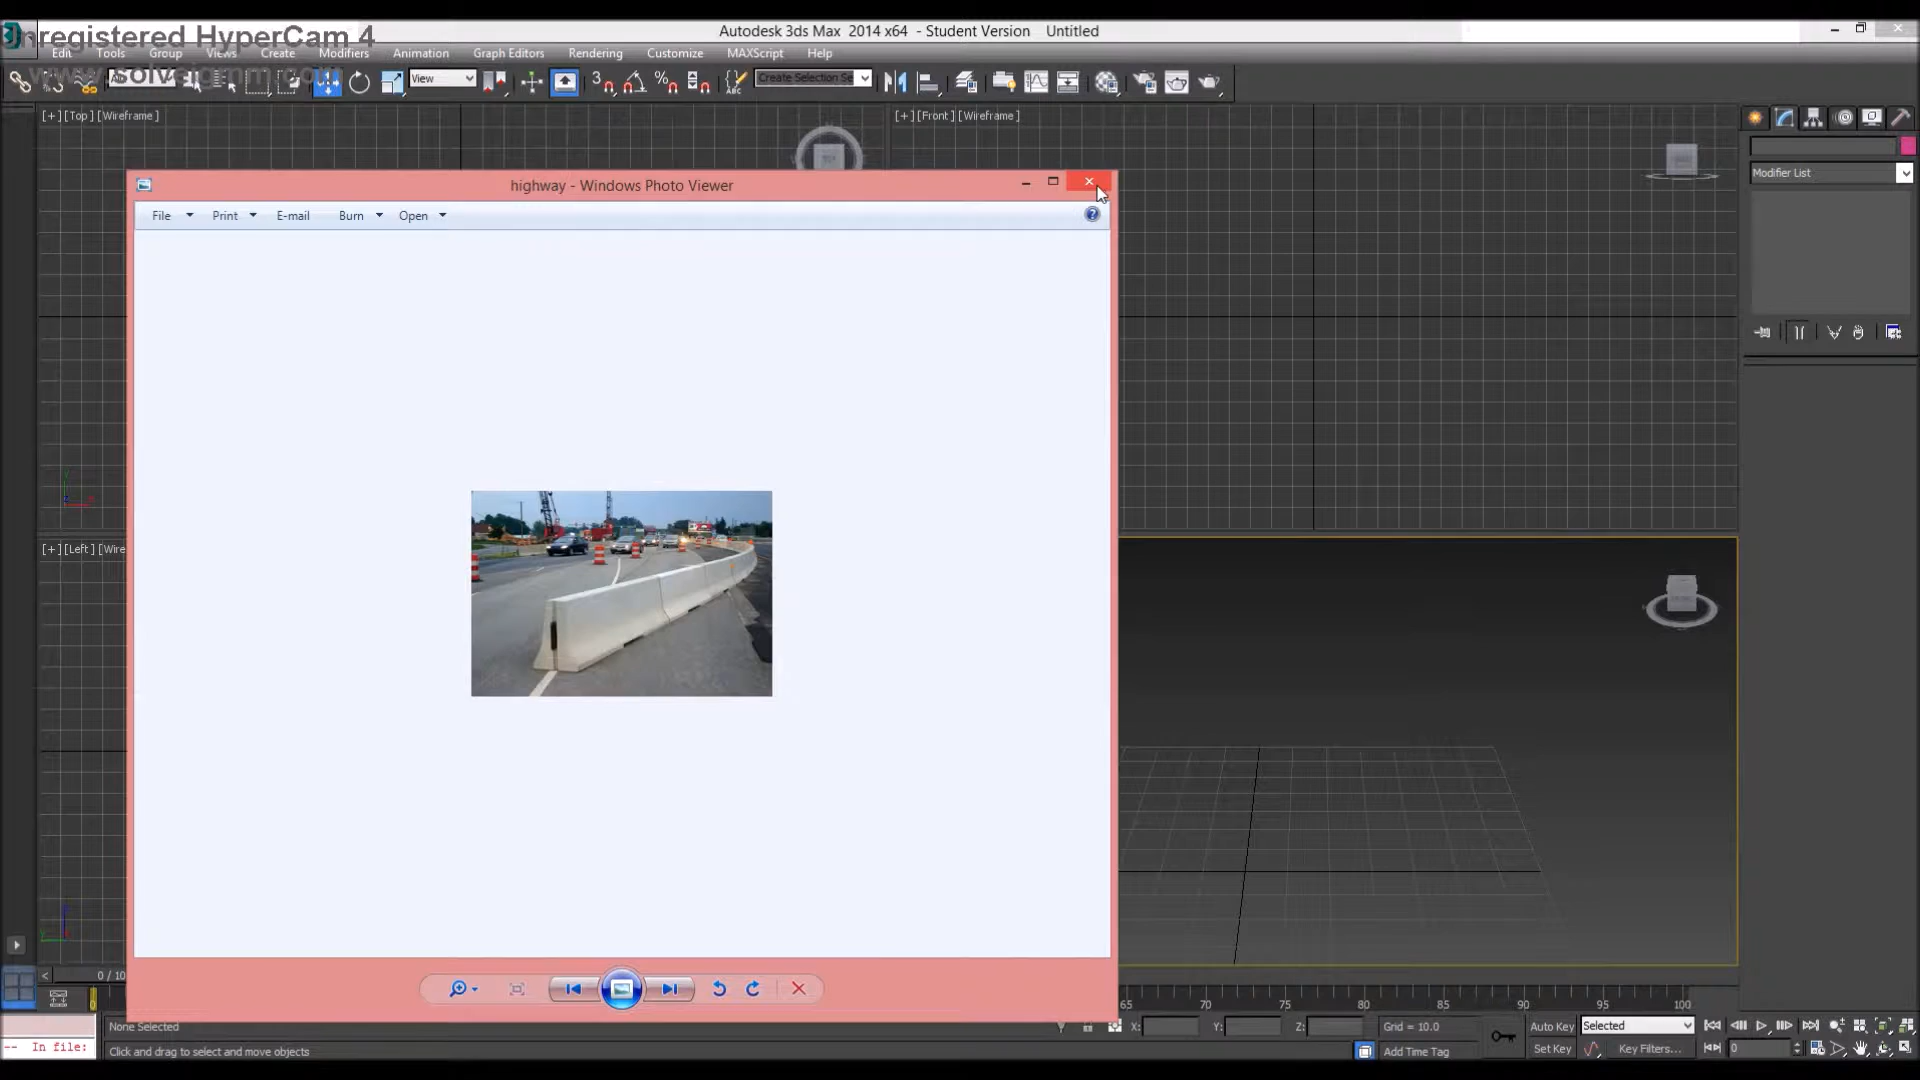 nregistered HyperCam 4
Autodesk 3ds Max 2014 x64 - Student Version Untitled
Edit Tools Group Views Create Modifiers Animation Graph Editors Rendering Customize MAXScript Help
View
Create Selection Se
[+] [Top] [Wireframe]
[+] [Front] [Wireframe]
Modifier List
highway - Windows Photo Viewer
File Print E-mail Burn Open
[+] [Left] [Wire
0 / 10
65 70 75 80 85 90 95 100
None Selected
X: Y: Z: Grid = 10.0 Auto Key Selected
-- In file:
Click and drag to select and move objects
Add Time Tag Set Key Key Filters... 0